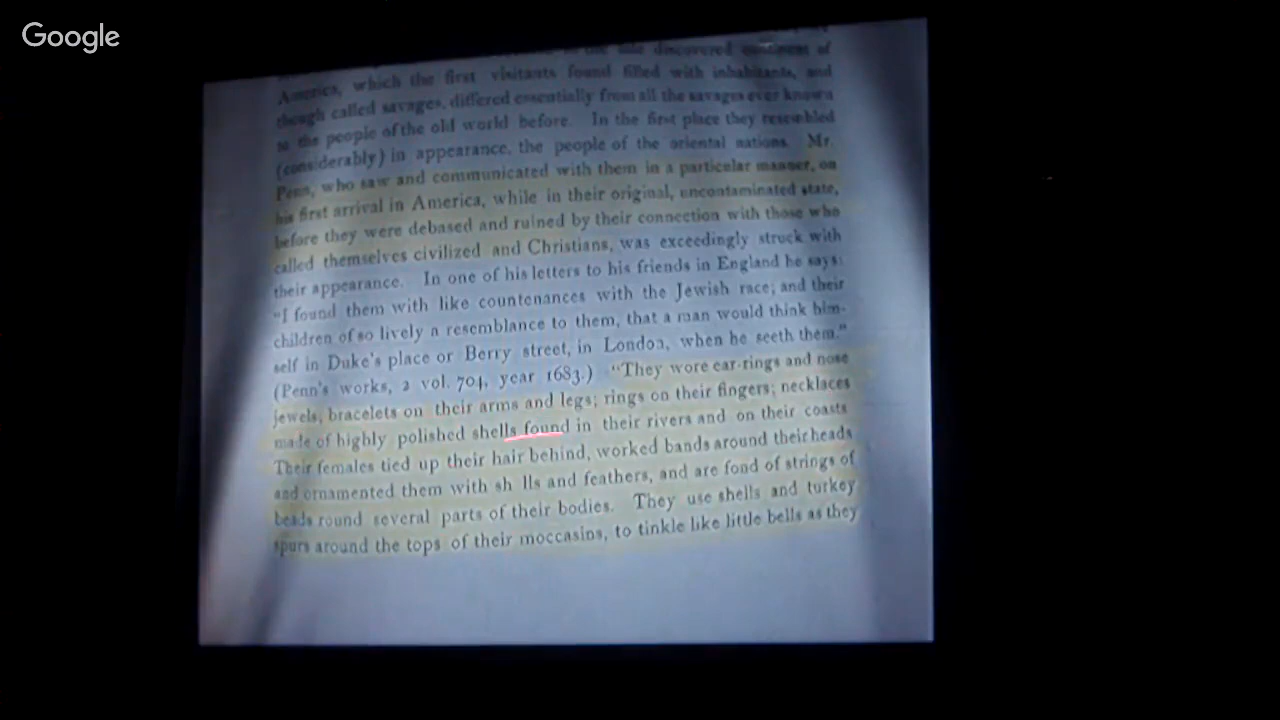 Google
discovered continent of
America, which the first visitants found filled with inhabitants, and
though called savages, differed essentially from all the savages ever known
to the people of the old world before. In the first place they resembled
(considerably) in appearance, the people of the oriental nations. Mr.
Penn, who saw and communicated with them in a particular manner, on
his first arrival in America, while in their original, uncontaminated state,
before they were debased and ruined by their connection with those who
called themselves civilized and Christians, was exceedingly struck with
their appearance. In one of his letters to his friends in England he says:
"I found them with like countenances with the Jewish race; and their
children of so lively a resemblance to them, that a man would think him-
self in Duke's place or Berry street, in London, when he seeth them."
(Penn's works, 2 vol. 704, year 1683.) "They wore ear-rings and nose
jewels; bracelets on their arms and legs; rings on their fingers; necklaces
made of highly polished shells found in their rivers and on their coasts
Their females tied up their hair behind, worked bands around their heads
and ornamented them with sh lls and feathers, and are fond of strings of
beads round several parts of their bodies. They use shells and turkey
spurs around the tops of their moccasins, to tinkle like little bells as they